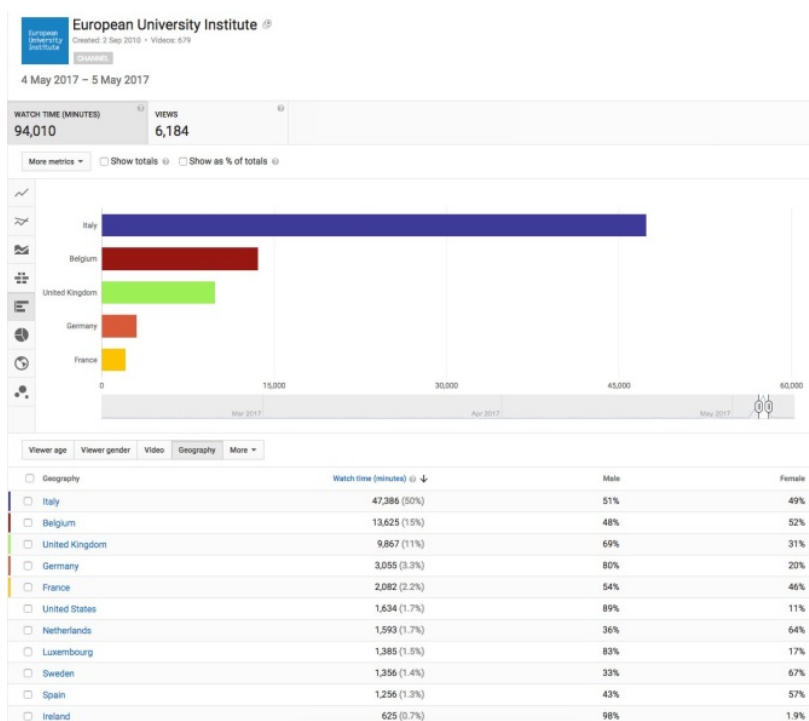 European
University
Institute
European University Institute
Created: 2 Sep 2010 • Videos: 679
CHANNEL
4 May 2017 – 5 May 2017
WATCH TIME (MINUTES)
94,010
VIEWS
6,184
More metrics
Show totals
Show as % of totals
Italy
Belgium
United Kingdom
Germany
France
0 15,000 30,000 45,000 60,000
Mar 2017 Apr 2017 May 2017
Viewer age Viewer gender Video Geography More
Geography Watch time (minutes) Male Female
Italy 47,386 (50%) 51% 49%
Belgium 13,625 (15%) 48% 52%
United Kingdom 9,867 (11%) 69% 31%
Germany 3,055 (3.3%) 80% 20%
France 2,082 (2.2%) 54% 46%
United States 1,634 (1.7%) 89% 11%
Netherlands 1,593 (1.7%) 36% 64%
Luxembourg 1,385 (1.5%) 83% 17%
Sweden 1,356 (1.4%) 33% 67%
Spain 1,256 (1.3%) 43% 57%
Ireland 625 (0.7%) 98% 1.9%